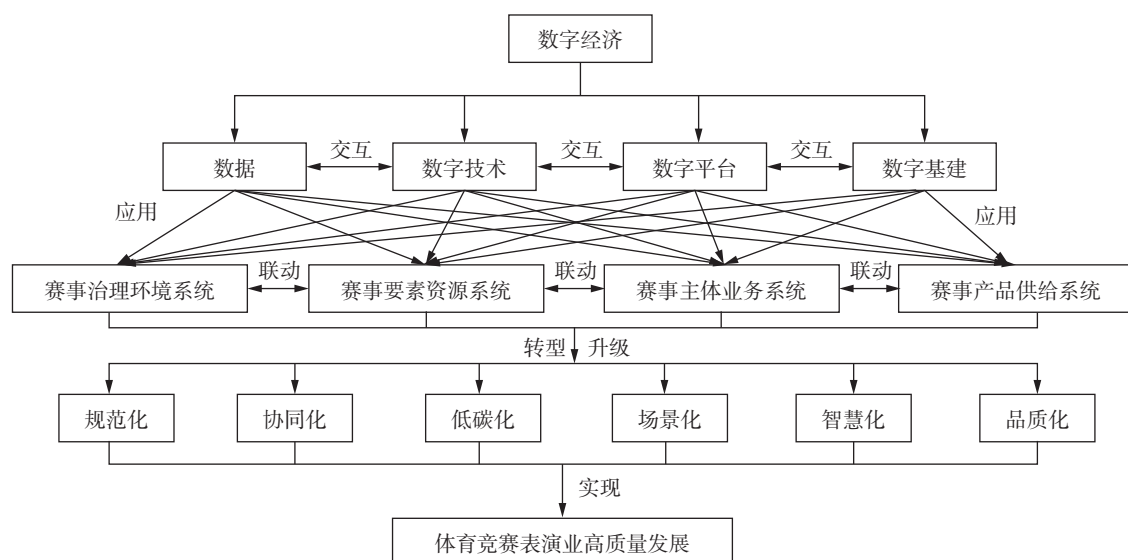 数字经济
数据
交互
数字技术
交互
数字平台
交互
数字基建
应用
应用
赛事治理环境系统
联动
赛事要素资源系统
联动
赛事主体业务系统
联动
赛事产品供给系统
转型
升级
规范化
协同化
低碳化
场景化
智慧化
品质化
实现
体育竞赛表演业高质量发展